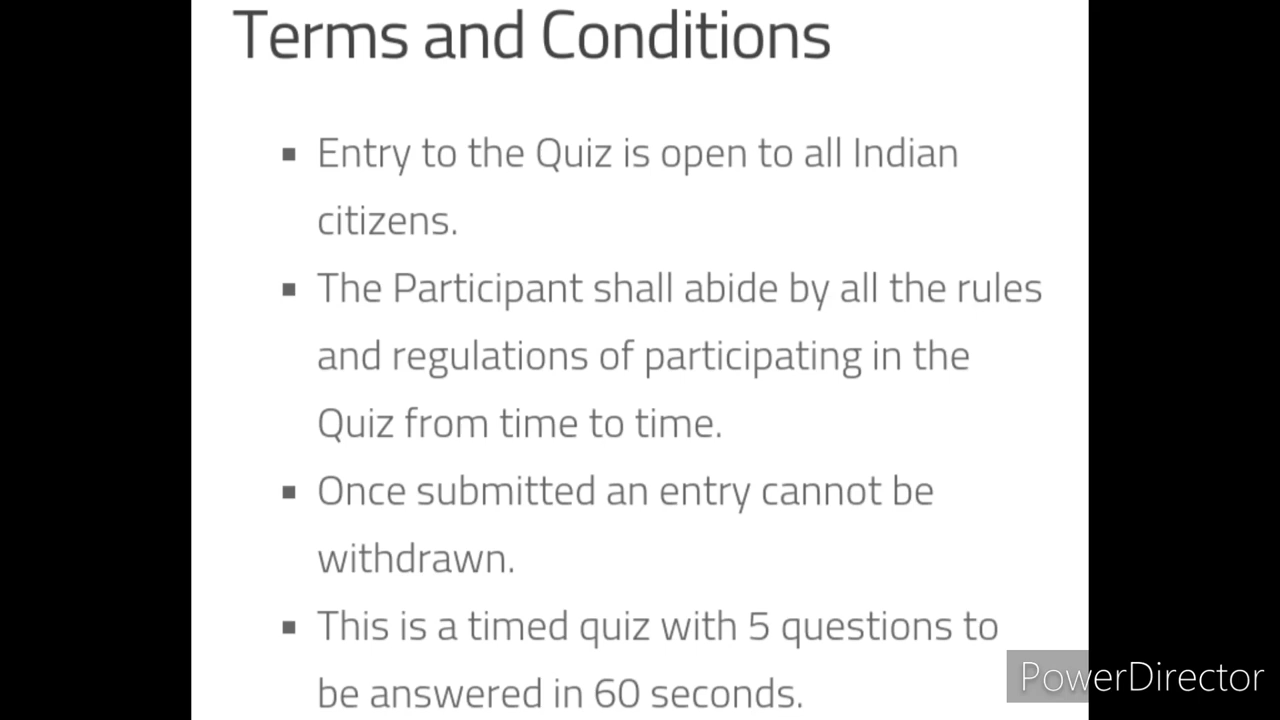 Terms and Conditions
▪ Entry to the Quiz is open to all Indian
citizens.
▪ The Participant shall abide by all the rules
and regulations of participating in the
Quiz from time to time.
▪ Once submitted an entry cannot be
withdrawn.
▪ This is a timed quiz with 5 questions to
be answered in 60 seconds.
PowerDirector